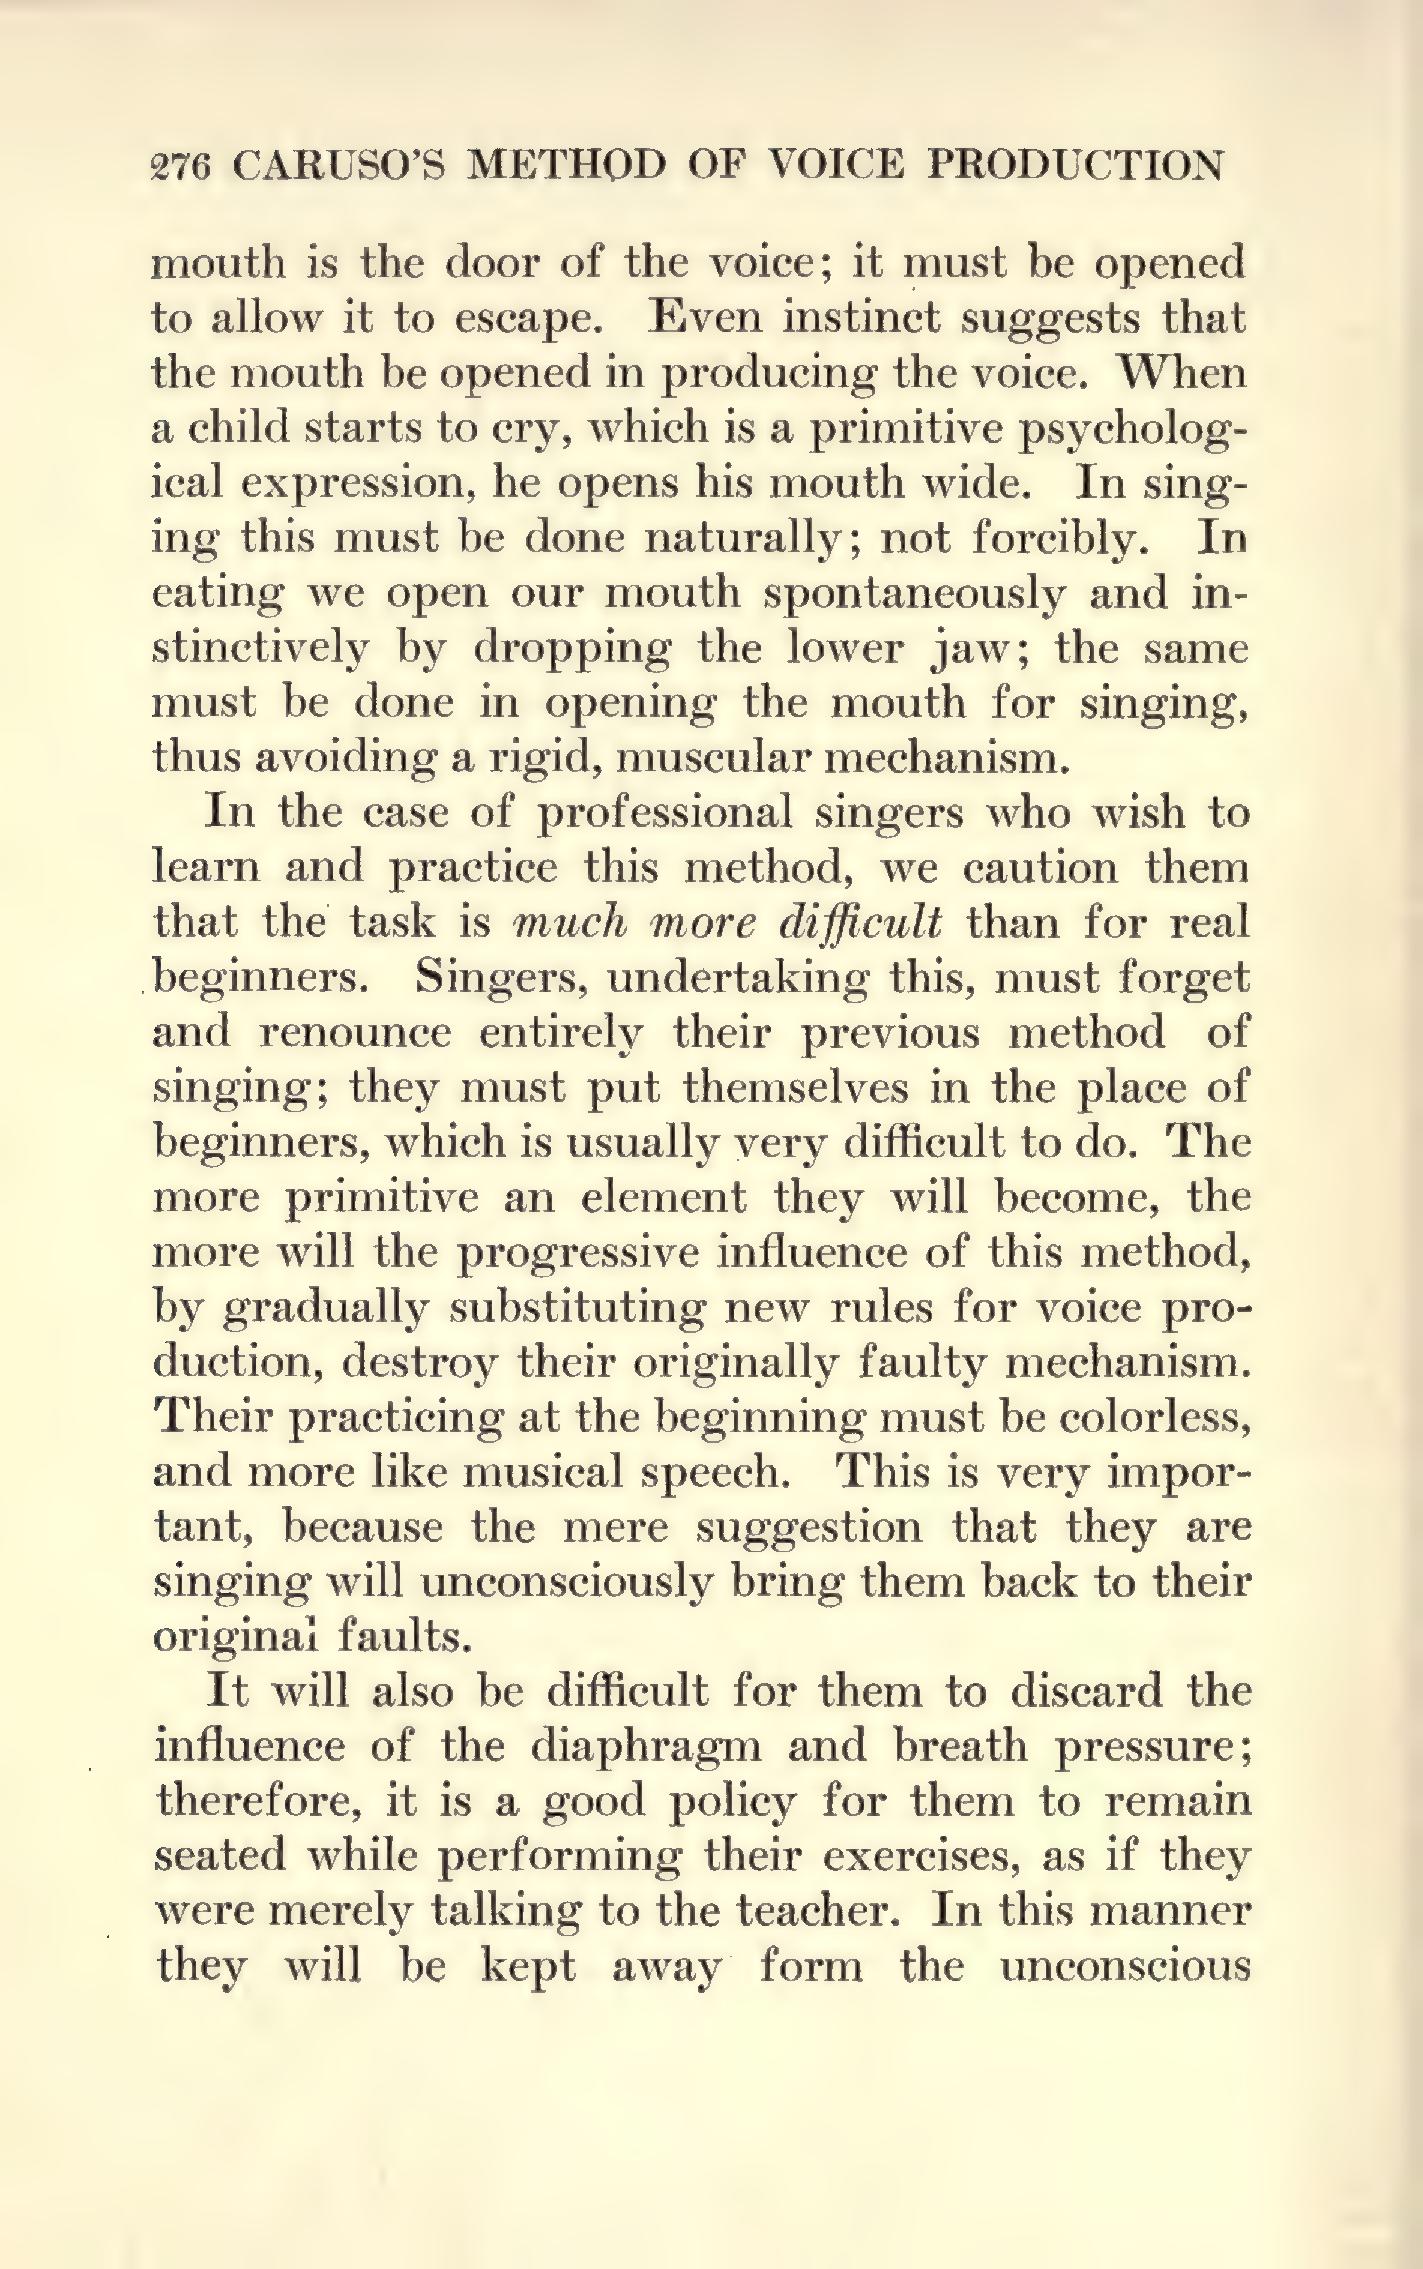 276 CARUSO'S METHOD OF VOICE PRODUCTION
mouth is the door of the voice; it must be opened
to allow it to escape. Even instinct suggests that
the mouth be opened in producing the voice. When
a child starts to cry, which is a primitive psycholog-
ical expression, he opens his mouth wide. In sing-
ing this must be done naturally; not forcibly. In
eating we open our mouth spontaneously and in-
stinctively by dropping the lower jaw; the same
must be done in opening the mouth for singing,
thus avoiding a rigid, muscular mechanism.
In the case of professional singers who wish to
learn and practice this method, we caution them
that the task is much more difficult than for real
beginners. Singers, undertaking this, must forget
and renounce entirely their previous method of
singing; they must put themselves in the place of
beginners, which is usually very difficult to do. The
more primitive an element they will become, the
more will the progressive influence of this method,
by gradually substituting new rules for voice pro-
duction, destroy their originally faulty mechanism.
Their practicing at the beginning must be colorless,
and more like musical speech. This is very impor-
tant, because the mere suggestion that they are
singing will unconsciously bring them back to their
original faults.
It will also be difficult for them to discard the
influence of the diaphragm and breath pressure;
therefore, it is a good policy for them to remain
seated while performing their exercises, as if they
were merely talking to the teacher. In this manner
they will be kept away form the unconscious